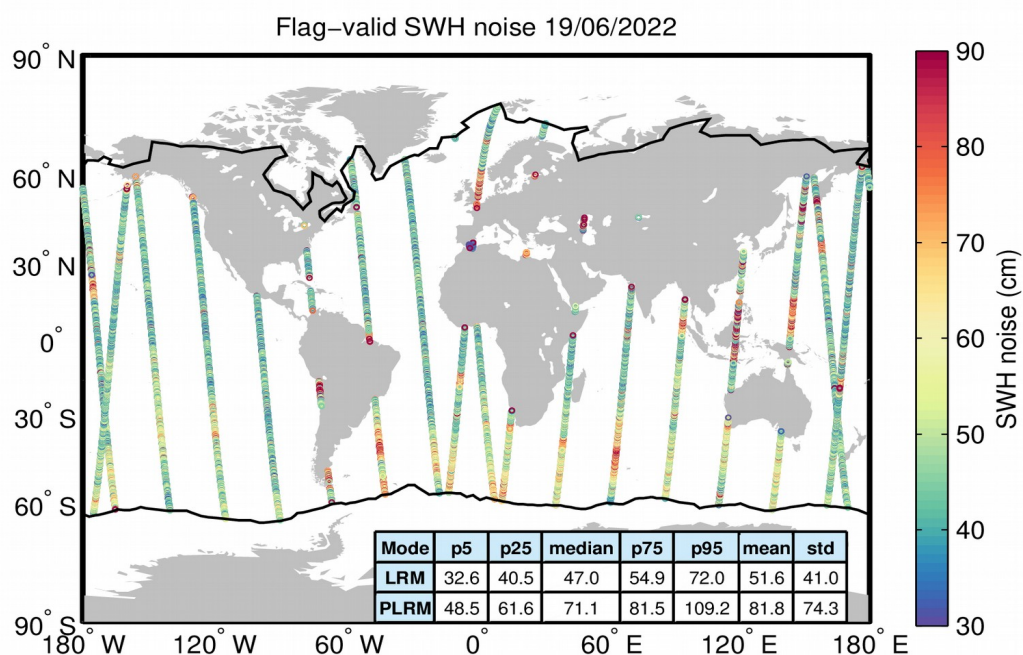 Flag−valid SWH noise 19/06/2022
90° N
60° N
30° N
0°
30° S
60° S
90° S
180° W
120° W
60° W
0°
60° E
120° E
180° E
90
80
70
60
50
40
30
SWH noise (cm)
Mode p5 p25 median p75 p95 mean std
LRM 32.6 40.5 47.0 54.9 72.0 51.6 41.0
PLRM 48.5 61.6 71.1 81.5 109.2 81.8 74.3